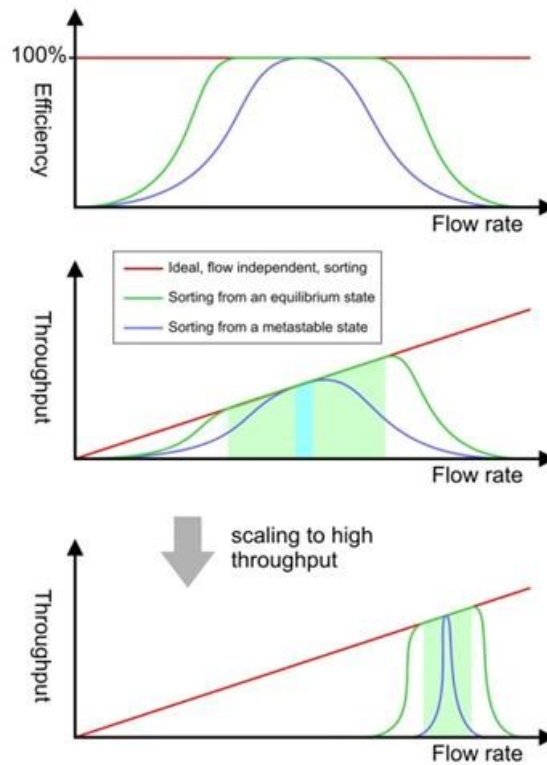 100%
Efficiency
Flow rate
Ideal, flow independent, sorting
Sorting from an equilibrium state
Sorting from a metastable state
Throughput
Flow rate
scaling to high
throughput
Throughput
Flow rate